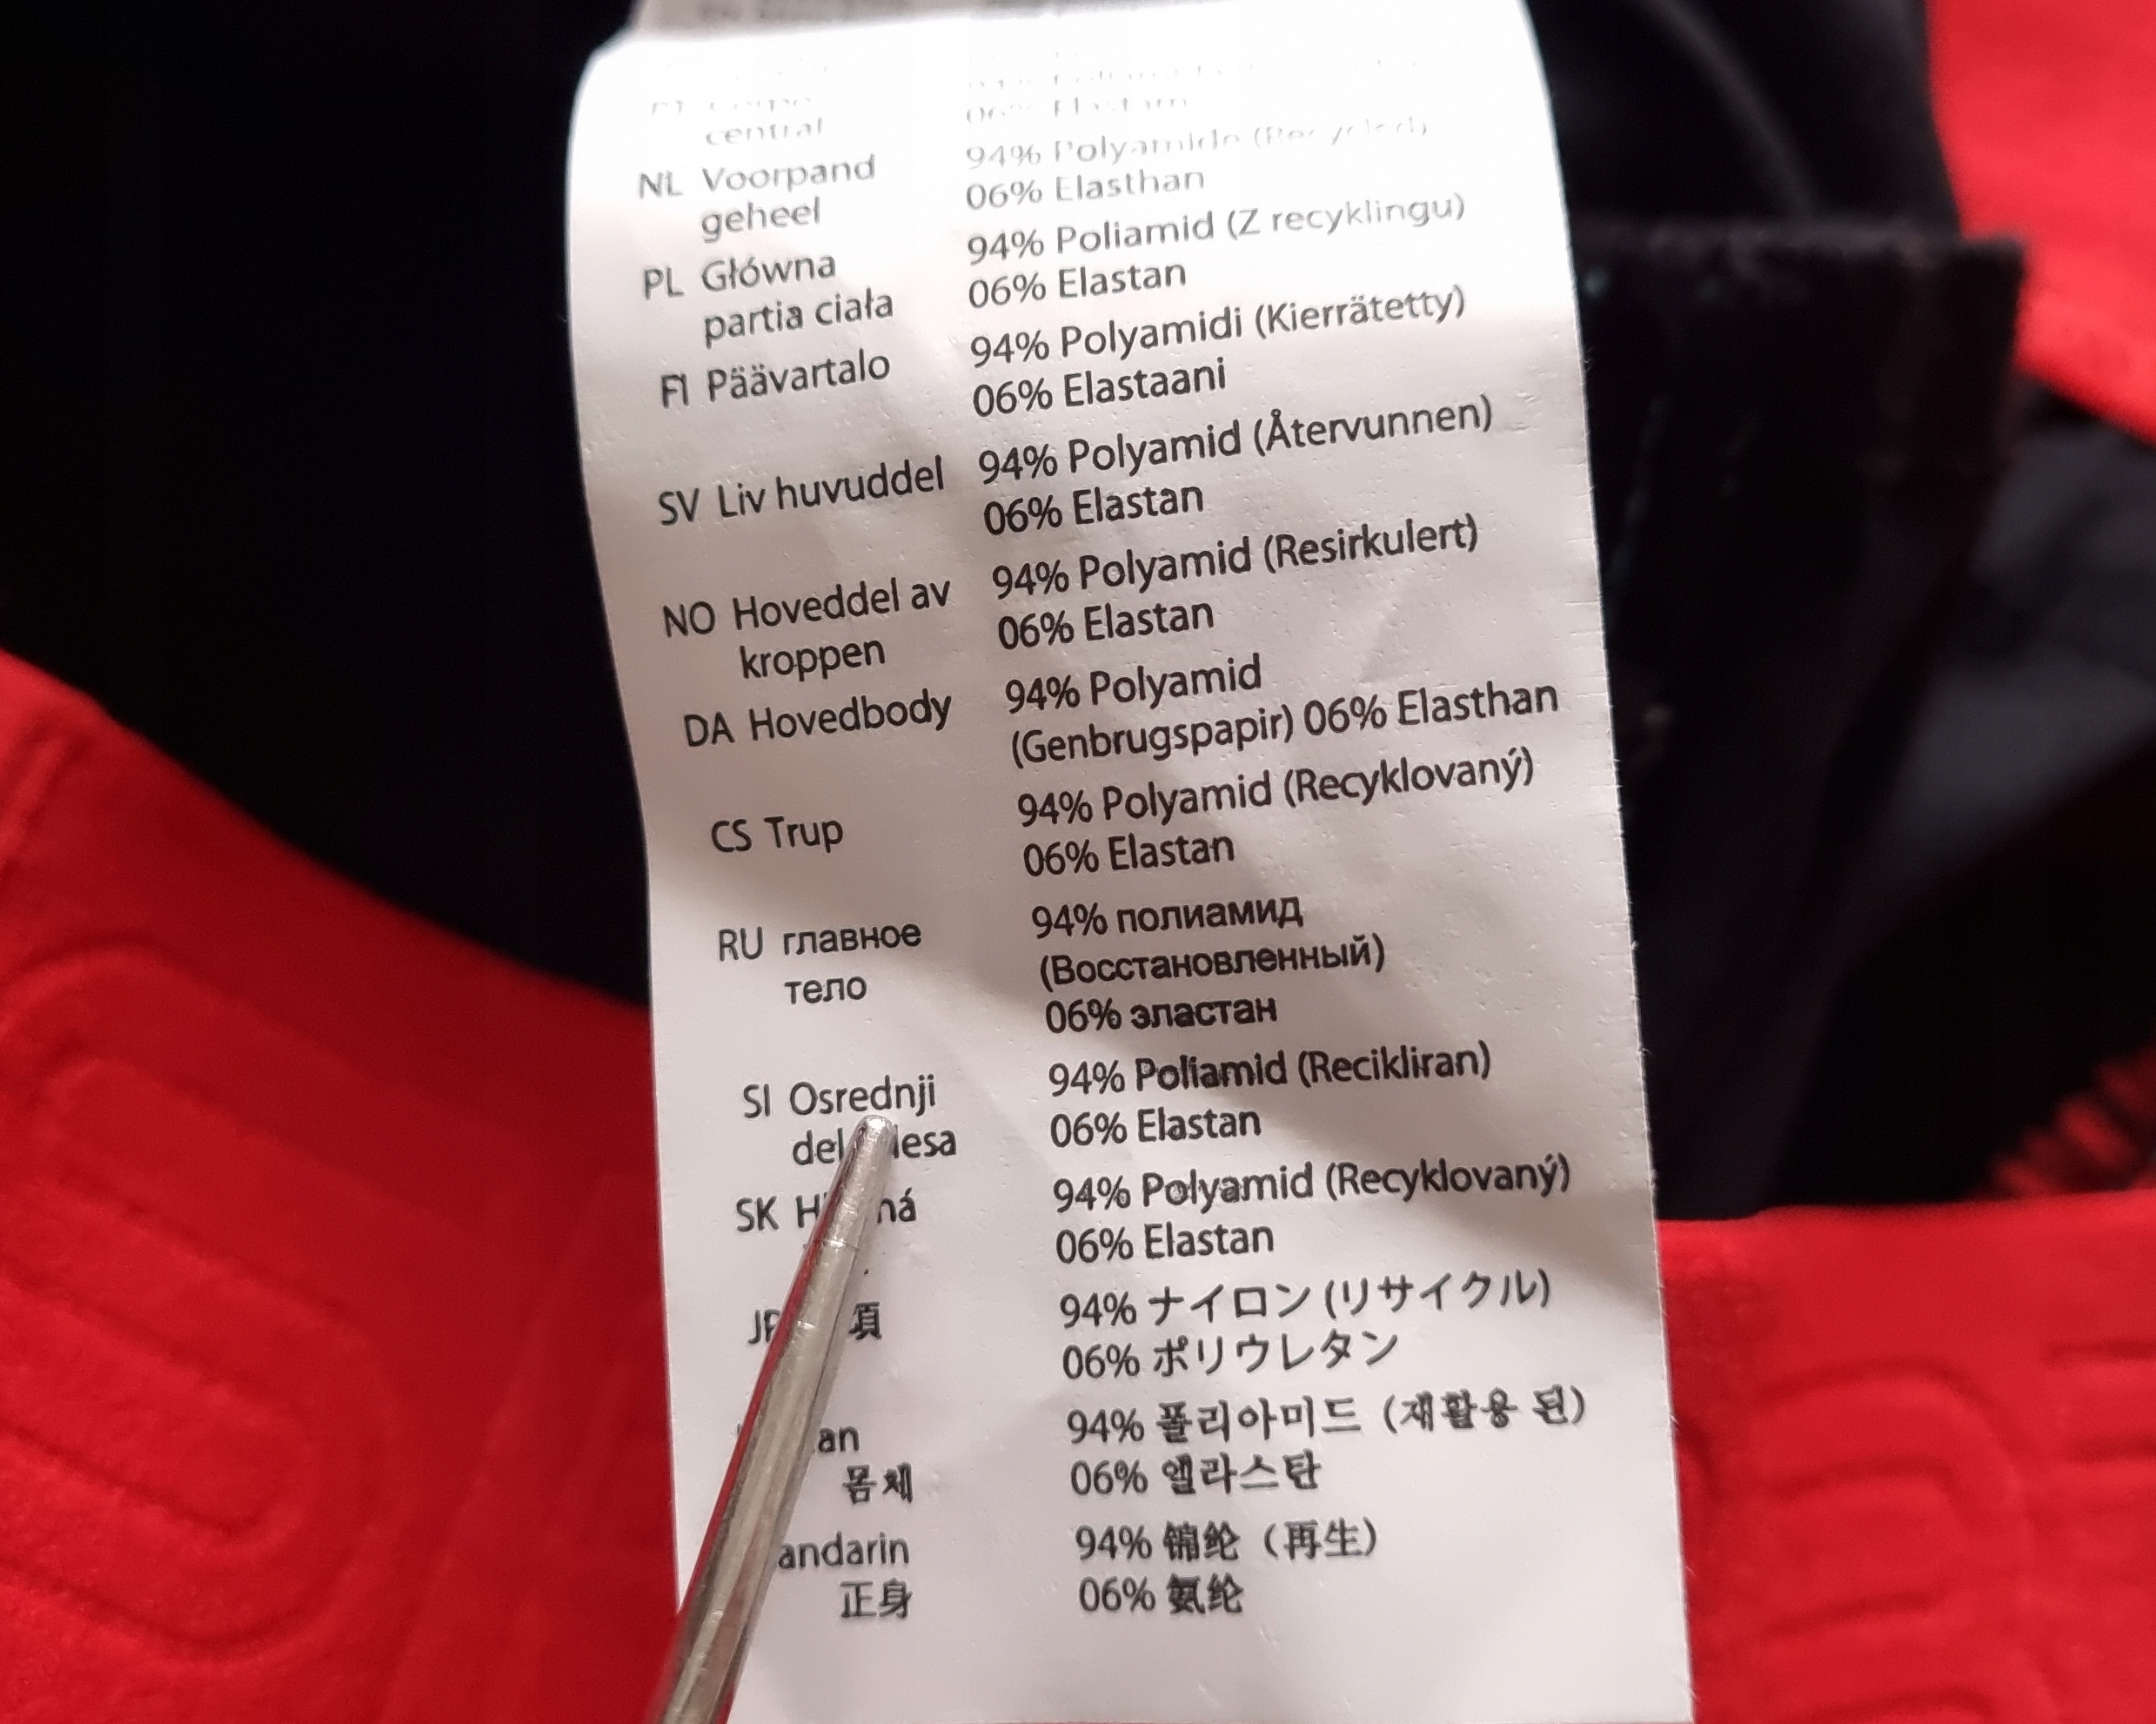 central
NL Voorpand 94% Polyamide (Recycled)
geheel 06% Elasthan
PL Główna 94% Poliamid (Z recyklingu)
partia ciała 06% Elastan
FI Päävartalo 94% Polyamidi (Kierrätetty)
06% Elastaani
SV Liv huvuddel 94% Polyamid (Återvunnen)
06% Elastan
NO Hoveddel av 94% Polyamid (Resirkulert)
kroppen 06% Elastan
DA Hovedbody 94% Polyamid
(Genbrugspapir) 06% Elasthan
CS Trup 94% Polyamid (Recyklovaný)
06% Elastan
RU главное 94% полиамид
тело (Восстановленный)
06% эластан
SI Osrednji 94% Poliamid (Recikliran)
del 06% Elastan
SK 94% Polyamid (Recyklovaný)
06% Elastan
項 94% ナイロン (リサイクル)
06% ポリウレタン
94% 폴리아미드 (재활용 된)
몸체 06% 엘라스탄
andarin 94% 锦纶 (再生)
正身 06% 氨纶